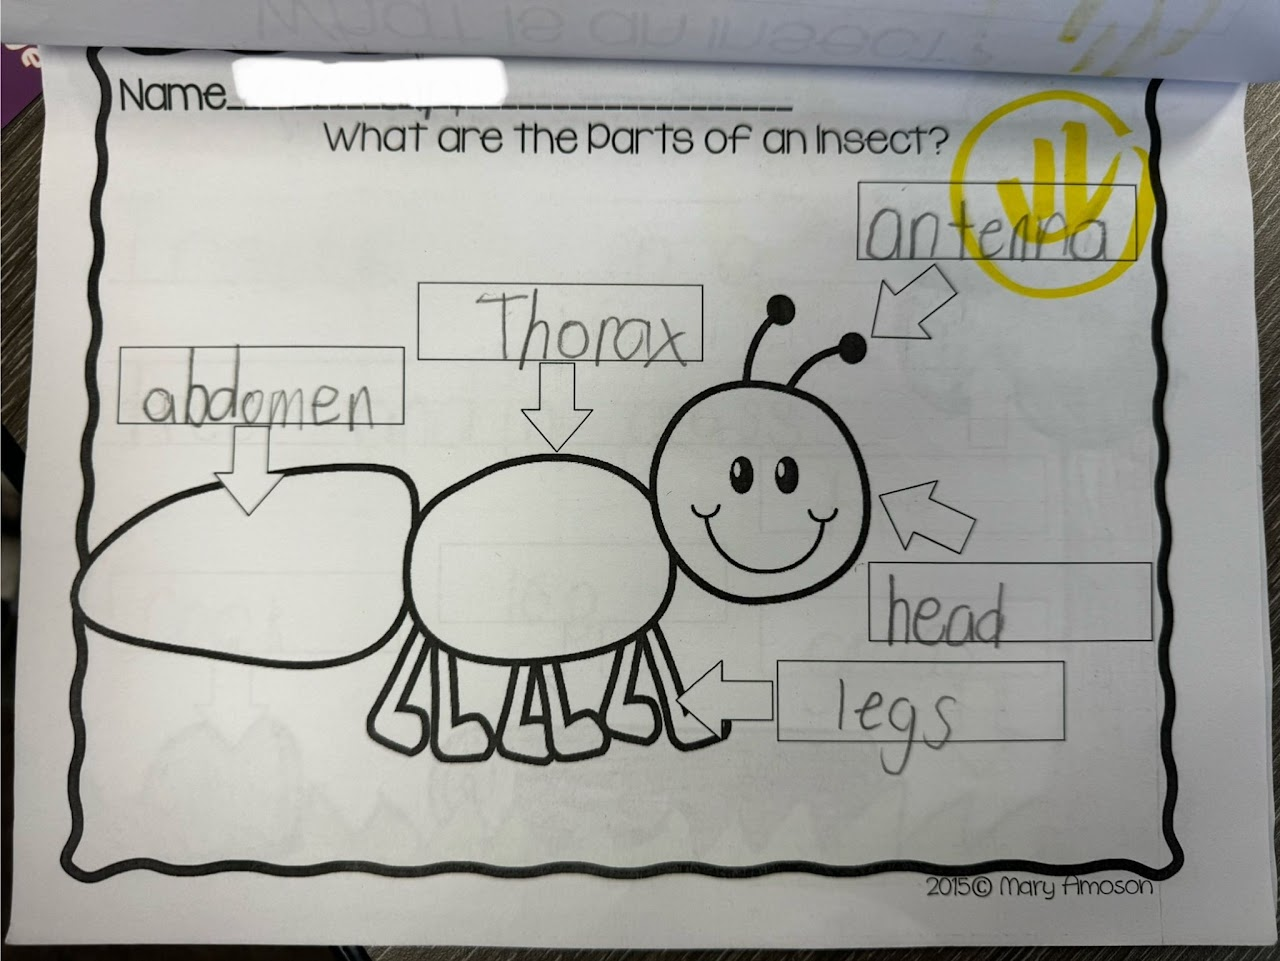 Name
What are the Parts of an Insect?
antenna
Thorax
abdomen
head
legs
2015© Mary Amoson